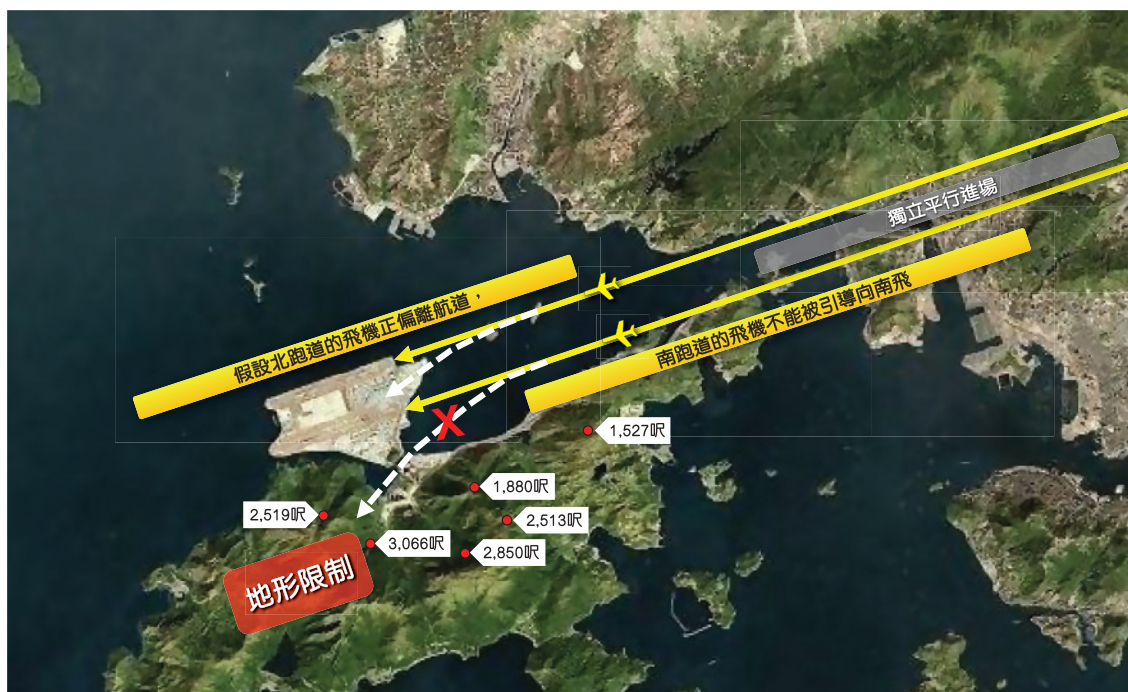 獨立平行進場
假設北跑道的飛機正偏離航道，
南跑道的飛機不能被引導向南飛
X
1,527呎
1,880呎
2,519呎
2,513呎
3,066呎
2,850呎
地形限制